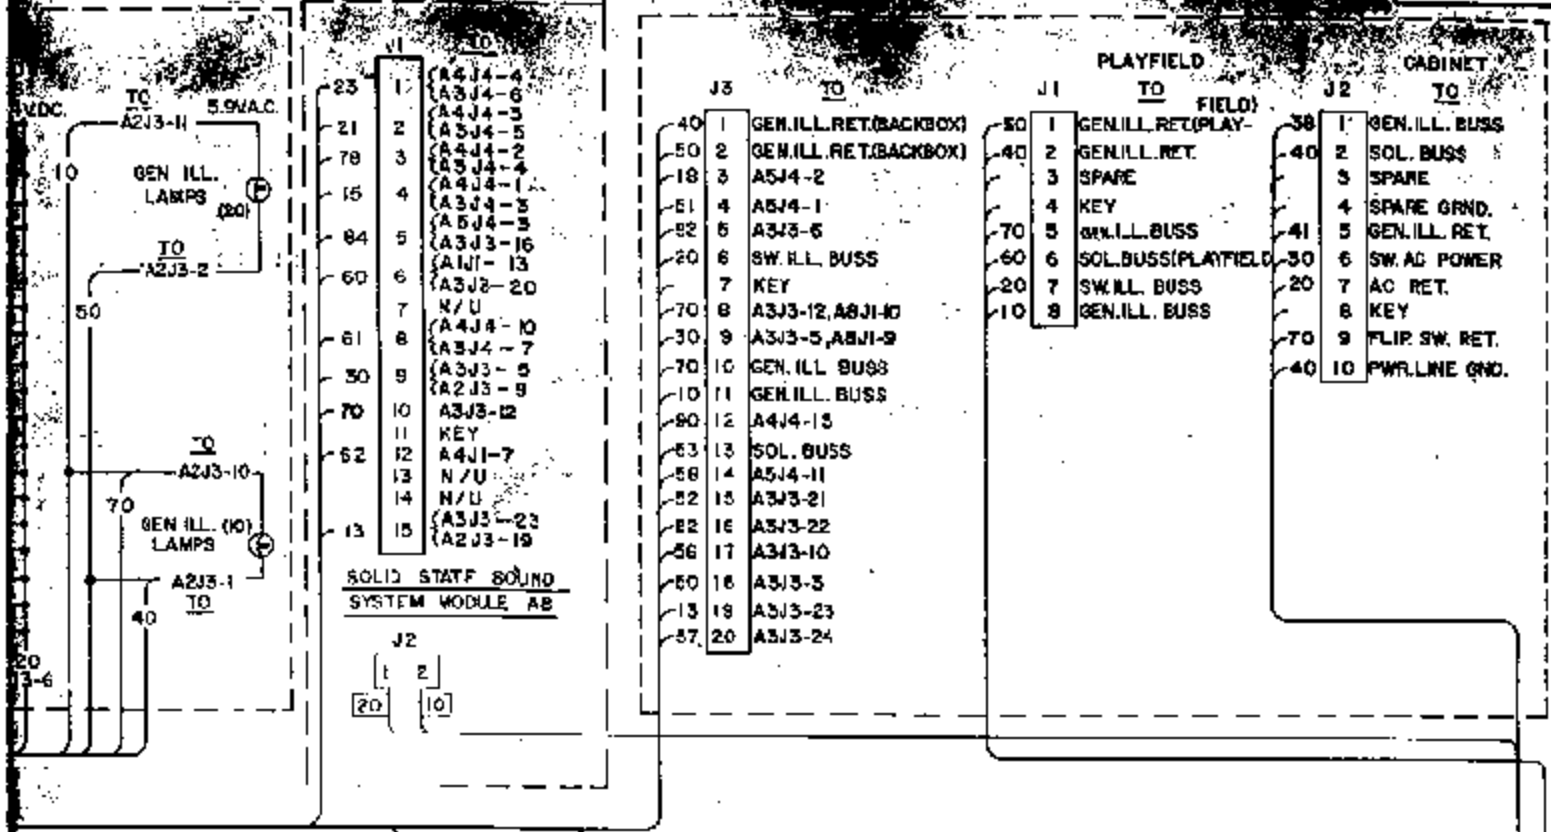 VDC.
TO
5.9V.A.C.
A2J3-11
10
GEN ILL.
LAMPS
(20)
TO
A2J3-2
50
TO
A2J3-10
70
GEN ILL. (10)
LAMPS
A2J3-1
TO
40
20
3-6
J1
TO
23 1 (A4J4-4
(A3J4-6
21 2 (A4J4-3
(A3J4-5
78 3 (A4J4-2
(A3J4-4
15 4 (A4J4-1
(A3J4-3
84 5 (A5J4-3
(A3J3-16
60 6 (A1J1-13
(A3J3-20
7 N/U
61 8 (A4J4-10
(A3J4-7
30 9 (A3J3-5
(A2J3-9
70 10 A3J3-12
11 KEY
62 12 A4J1-7
13 N/U
14 N/U
13 15 (A3J3-23
(A2J3-19
SOLID STATE SOUND
SYSTEM MODULE A8
J2
1 2
20 10
J3 TO
40 1 GEN.ILL.RET.(BACKBOX)
50 2 GEN.ILL.RET.(BACKBOX)
18 3 A5J4-2
51 4 A5J4-1
5 A3J3-6
20 6 SW.ILL. BUSS
7 KEY
70 8 A3J3-12,A8J1-10
30 9 A3J3-5,A8J1-9
70 10 GEN.ILL. BUSS
10 11 GEN.ILL. BUSS
90 12 A4J4-13
13 SOL. BUSS
58 14 A5J4-11
52 15 A3J3-21
16 A3J3-22
56 17 A3J3-10
18 A3J3-3
13 19 A3J3-23
57 20 A3J3-24
PLAYFIELD
J1 TO
FIELD)
50 1 GEN.ILL.RET.(PLAY-
40 2 GEN.ILL.RET.
3 SPARE
4 KEY
70 5 GEN.ILL.BUSS
60 6 SOL.BUSS(PLAYFIELD
20 7 SW.ILL. BUSS
10 8 GEN.ILL. BUSS
CABINET
J2 TO
38 1 GEN.ILL. BUSS
40 2 SOL. BUSS
3 SPARE
4 SPARE GRND.
41 5 GEN.ILL. RET.
30 6 SW. AC POWER
20 7 AC RET.
8 KEY
70 9 FLIP. SW. RET.
40 10 PWR.LINE GND.